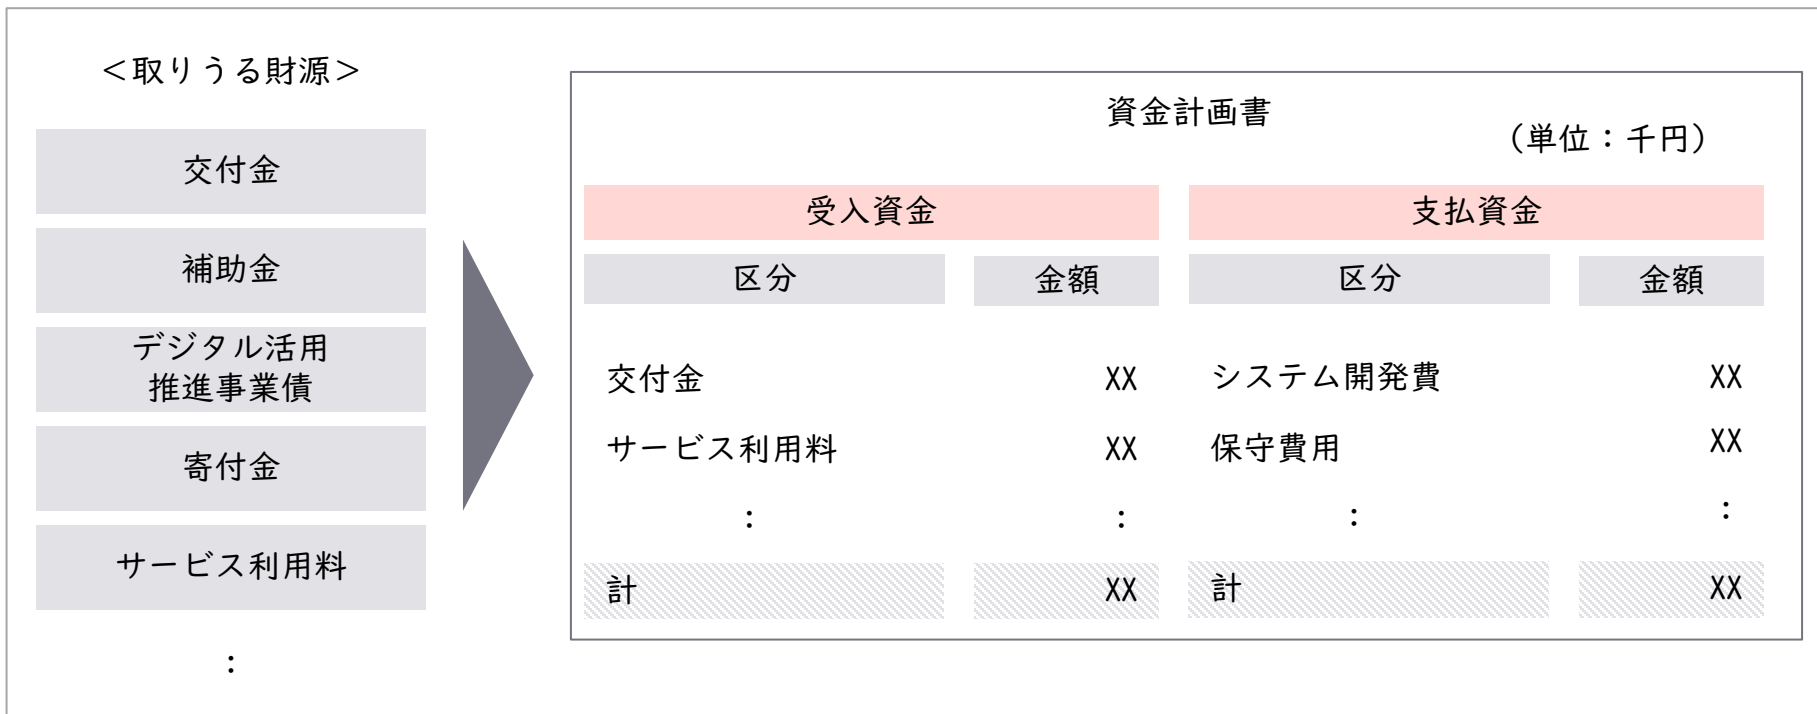 ＜取りうる財源＞
交付金
補助金
デジタル活用
推進事業債
寄付金
サービス利用料
：
資金計画書
（単位：千円）
受入資金 支払資金
区分 金額 区分 金額
交付金 XX システム開発費 XX
サービス利用料 XX 保守費用 XX
： ： ： ：
計 XX 計 XX